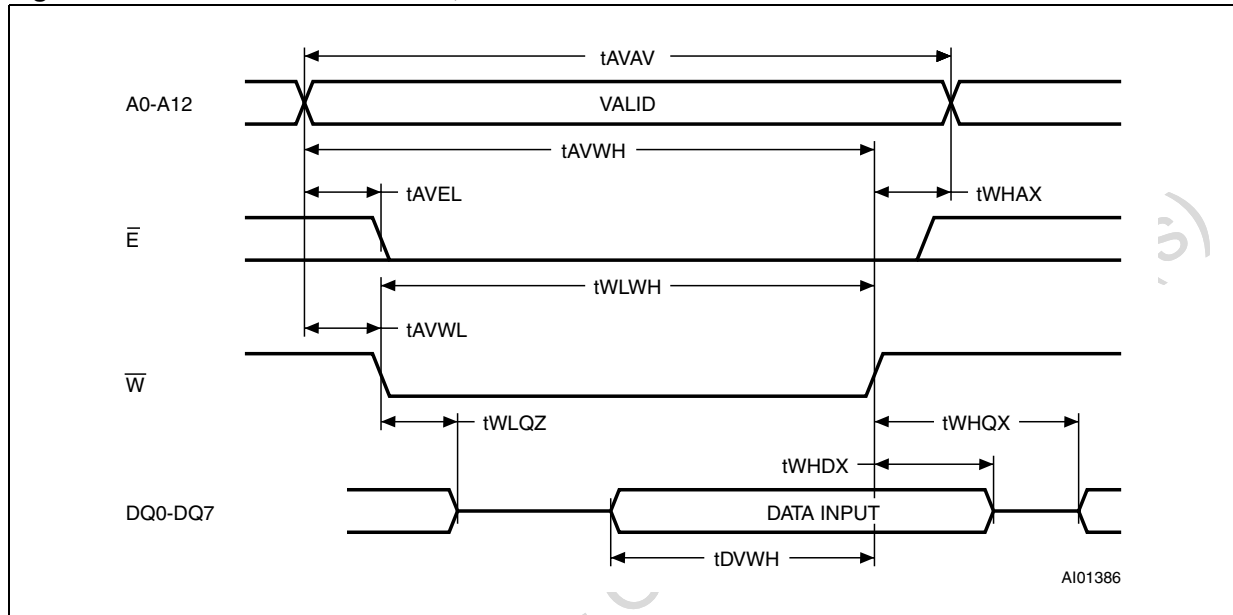 tAVAV
A0-A12
VALID
tAVWH
tAVEL
tWHAX
E̅
tWLWH
tAVWL
W̅
tWLQZ
tWHQX
tWHDX
DQ0-DQ7
DATA INPUT
tDVWH
AI01386